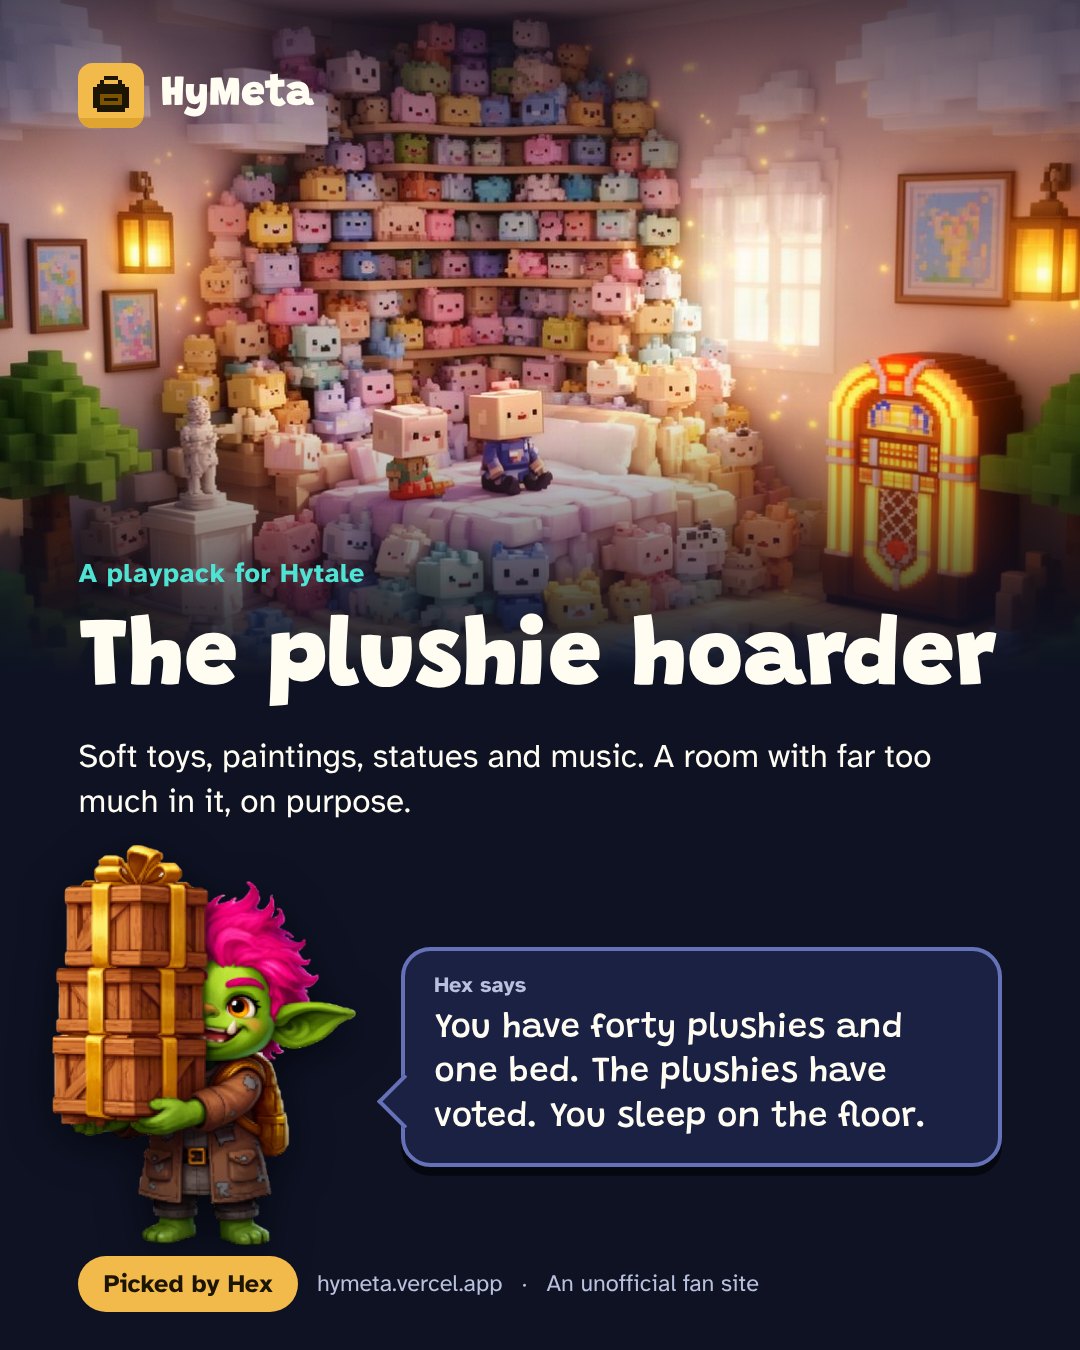 HyMeta
A playpack for Hytale
The plushie hoarder
Soft toys, paintings, statues and music. A room with far too
much in it, on purpose.
Hex says
You have forty plushies and
one bed. The plushies have
voted. You sleep on the floor.
Picked by Hex
hymeta.vercel.app · An unofficial fan site